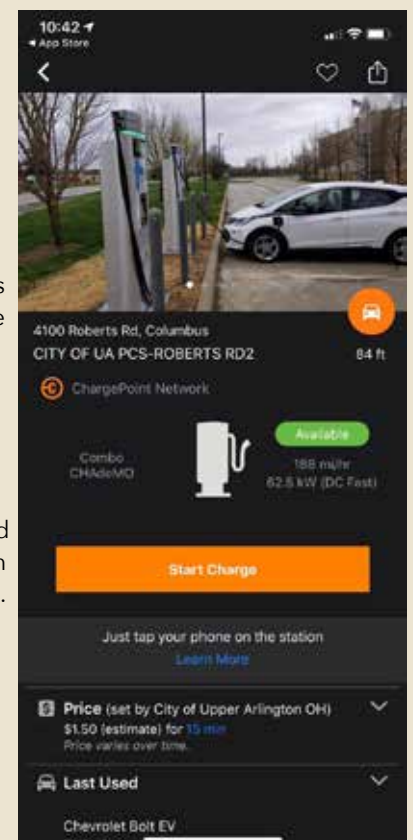 10:42
App Store
s
e
4100 Roberts Rd, Columbus
CITY OF UA PCS-ROBERTS RD2
84 ft
ChargePoint Network
Available
Combo
CHAdeMO
188 mi/hr
62.5 kW (DC Fast)
d
n
.
Start Charge
Just tap your phone on the station
Learn More
Price (set by City of Upper Arlington OH)
$1.50 (estimate) for 15 min
Price varies over time.
Last Used
Chevrolet Bolt EV